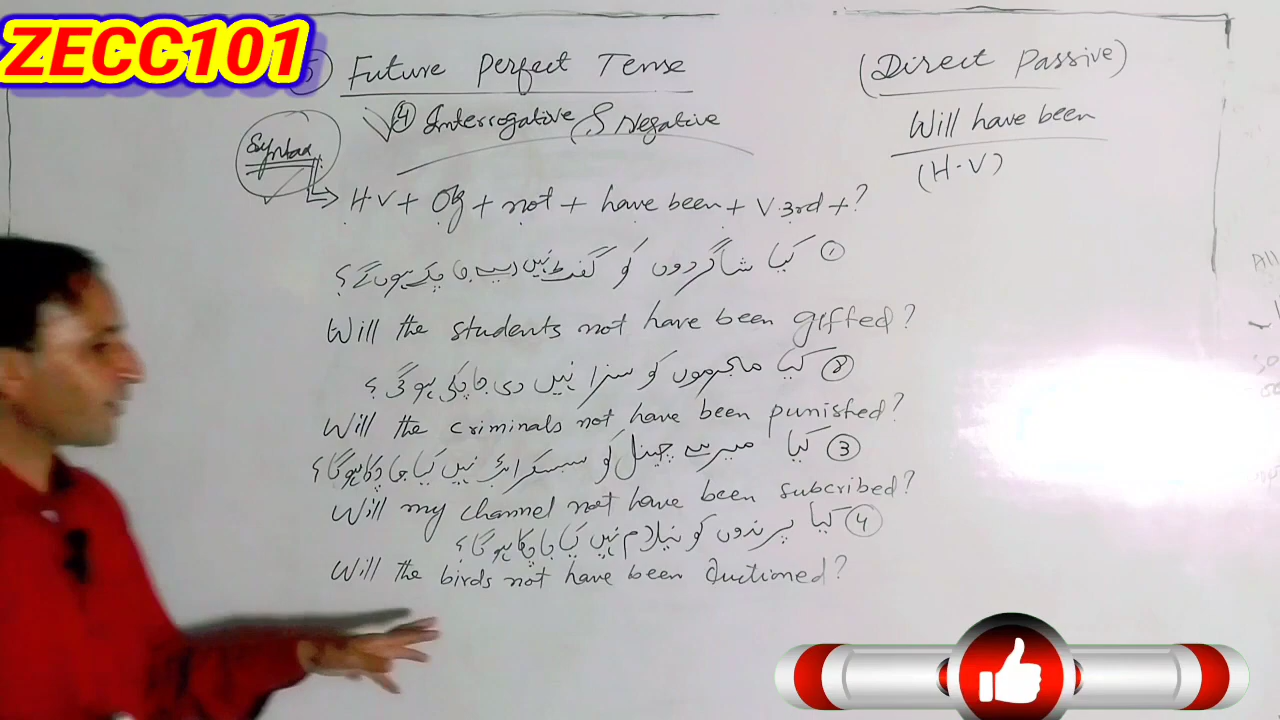 ZECC101
5) Future Perfect Tense
(Direct Passive)
④ Interrogative & Negative
Will have been
(H.V)
Syntax
H.V + Obj + not + have been + V.3rd + ?
① کیا شاگردوں کو گفٹ نہیں دیے جا چکے ہوں گے؟
Will the students not have been gifted?
② کیا مجرموں کو سزا نہیں دی جا چکی ہو گی؟
Will the criminals not have been punished?
③ کیا میرے چینل کو سبسکرائب نہیں کیا جا چکا ہو گا؟
Will my channel not have been subcribed?
④ کیا پرندوں کو نیلام نہیں کیا جا چکا ہو گا؟
Will the birds not have been Auctioned?
All